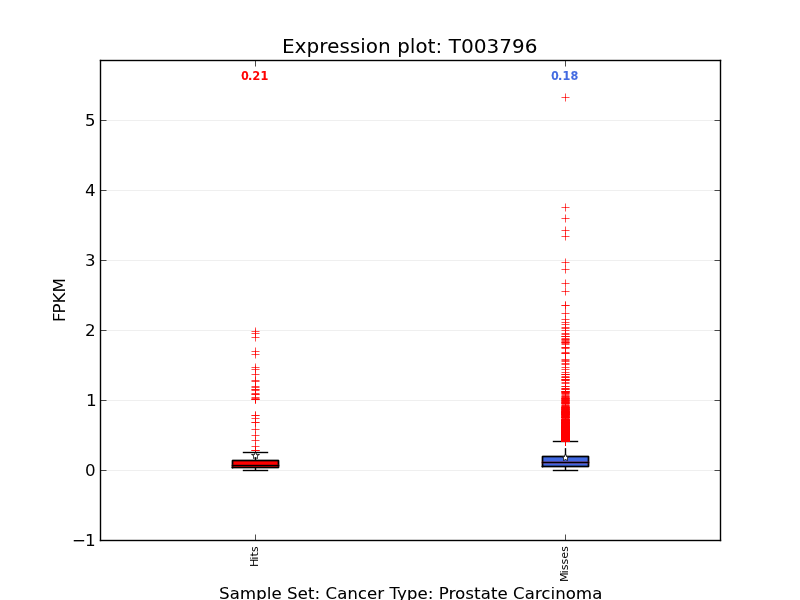 Expression plot: T003796
0.21
0.18
5
4
3
2
1
0
−1
FPKM
Hits
Misses
Sample Set: Cancer Type: Prostate Carcinoma